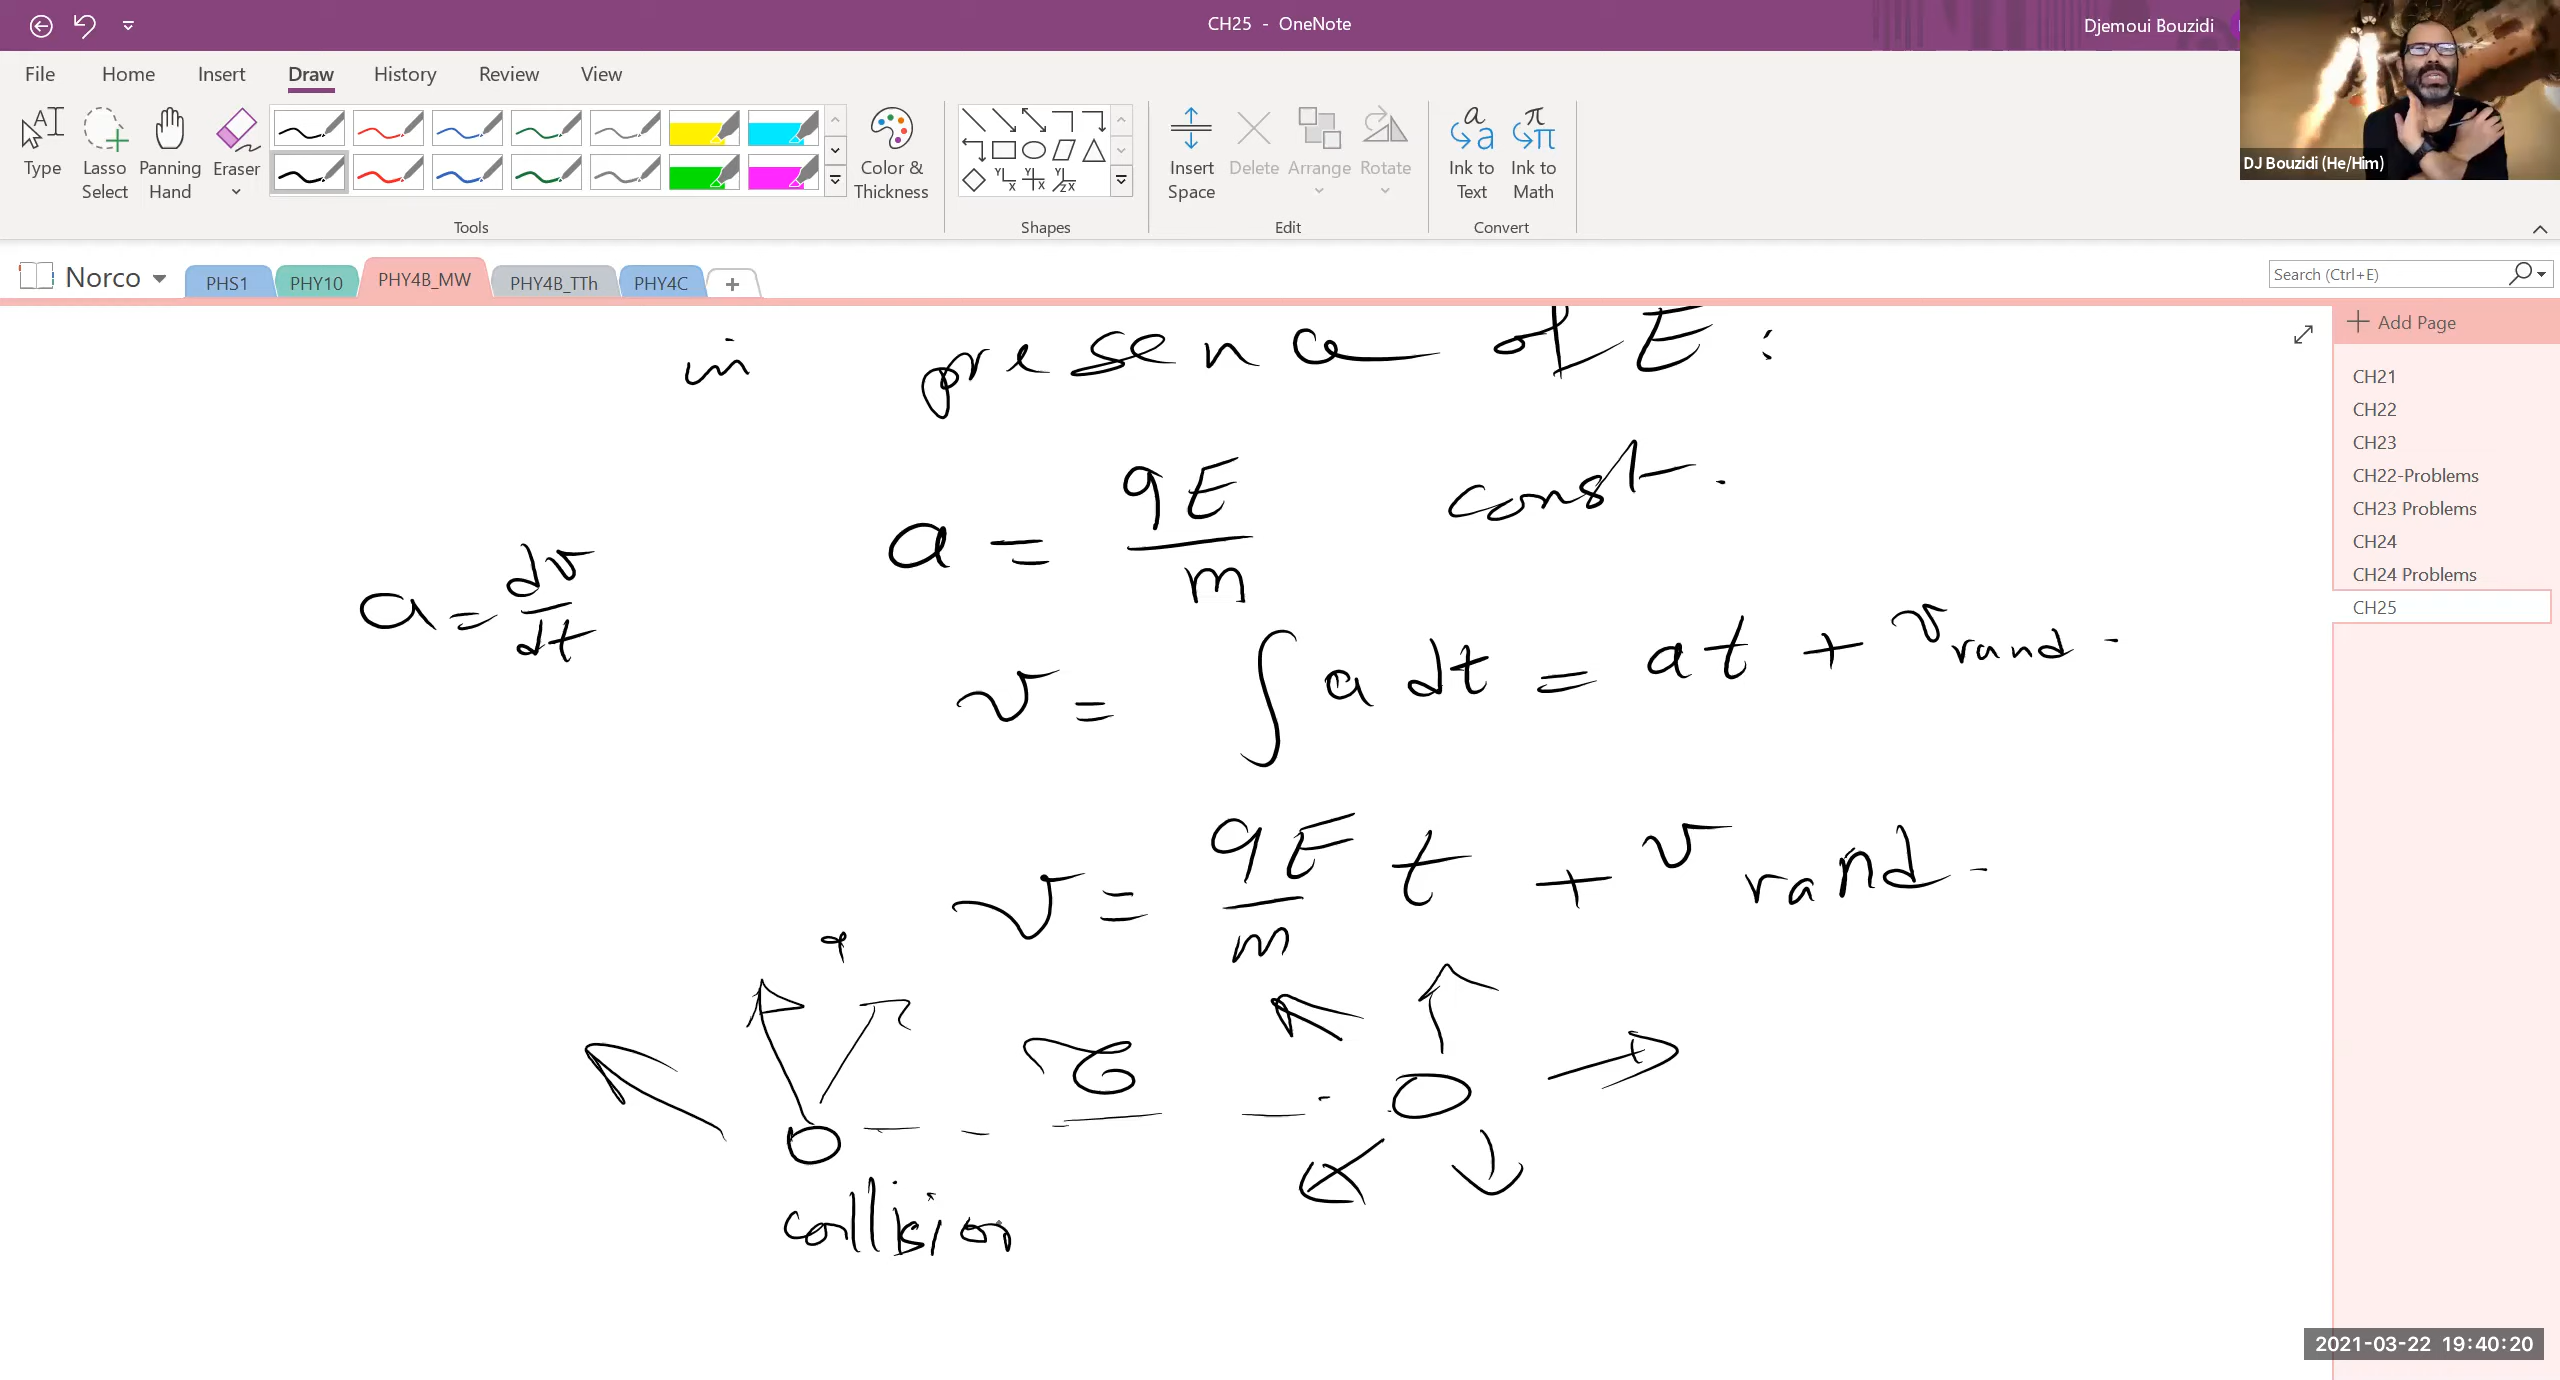 CH25 - OneNote
Djemoui Bouzidi
File Home Insert Draw History Review View
Type
Lasso Select
Panning Hand
Eraser
Color & Thickness
Insert Space
Delete
Arrange
Rotate
Ink to Text
Ink to Math
Tools
Shapes
Edit
Convert
DJ Bouzidi (He/Him)
Norco PHS1 PHY10 PHY4B_MW PHY4B_TTh PHY4C +
Search (Ctrl+E)
Add Page
CH21
CH22
CH23
CH22-Problems
CH23 Problems
CH24
CH24 Problems
CH25
in presence of E :
a = qE/m const.
a = dv/dt
v = ∫ a dt = at + v rand.
v = qE/m t + v rand.
τ
collision
2021-03-22 19:40:20